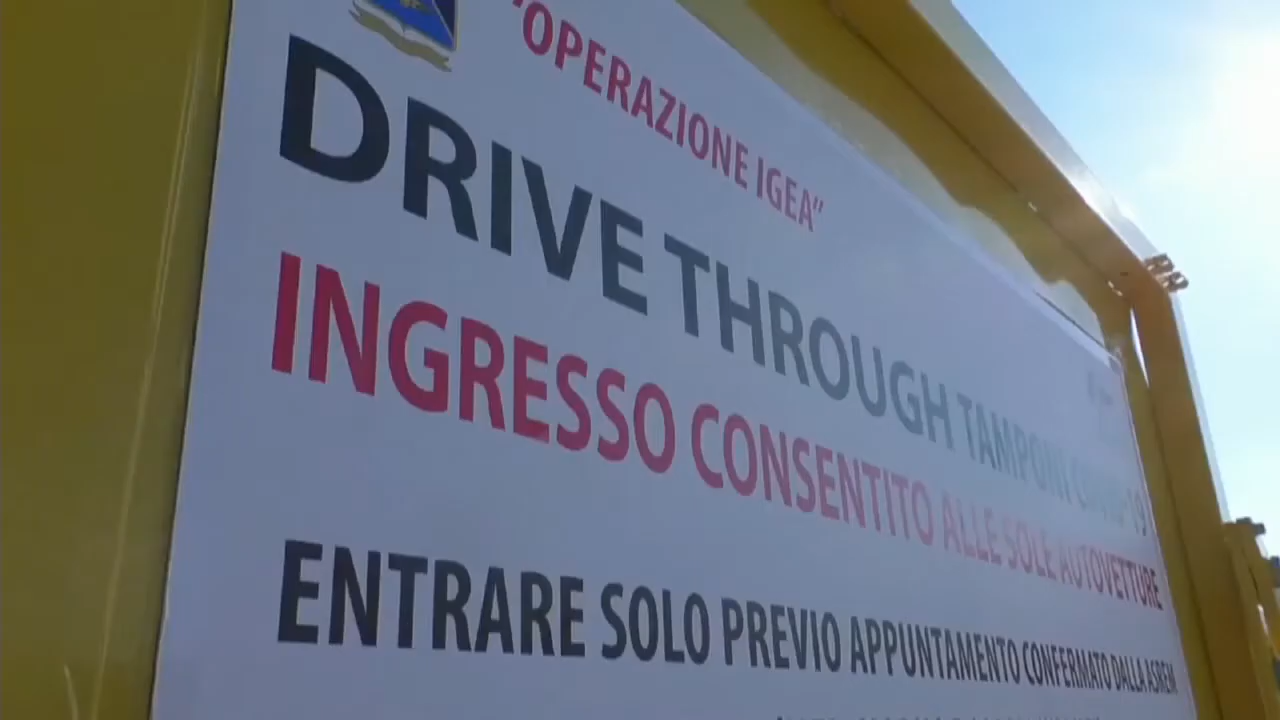 "OPERAZIONE IGEA"
DRIVE THROUGH TAMPONI COVID-19
INGRESSO CONSENTITO ALLE SOLE AUTOVETTURE
ENTRARE SOLO PREVIO APPUNTAMENTO CONFERMATO DALLA ASREM